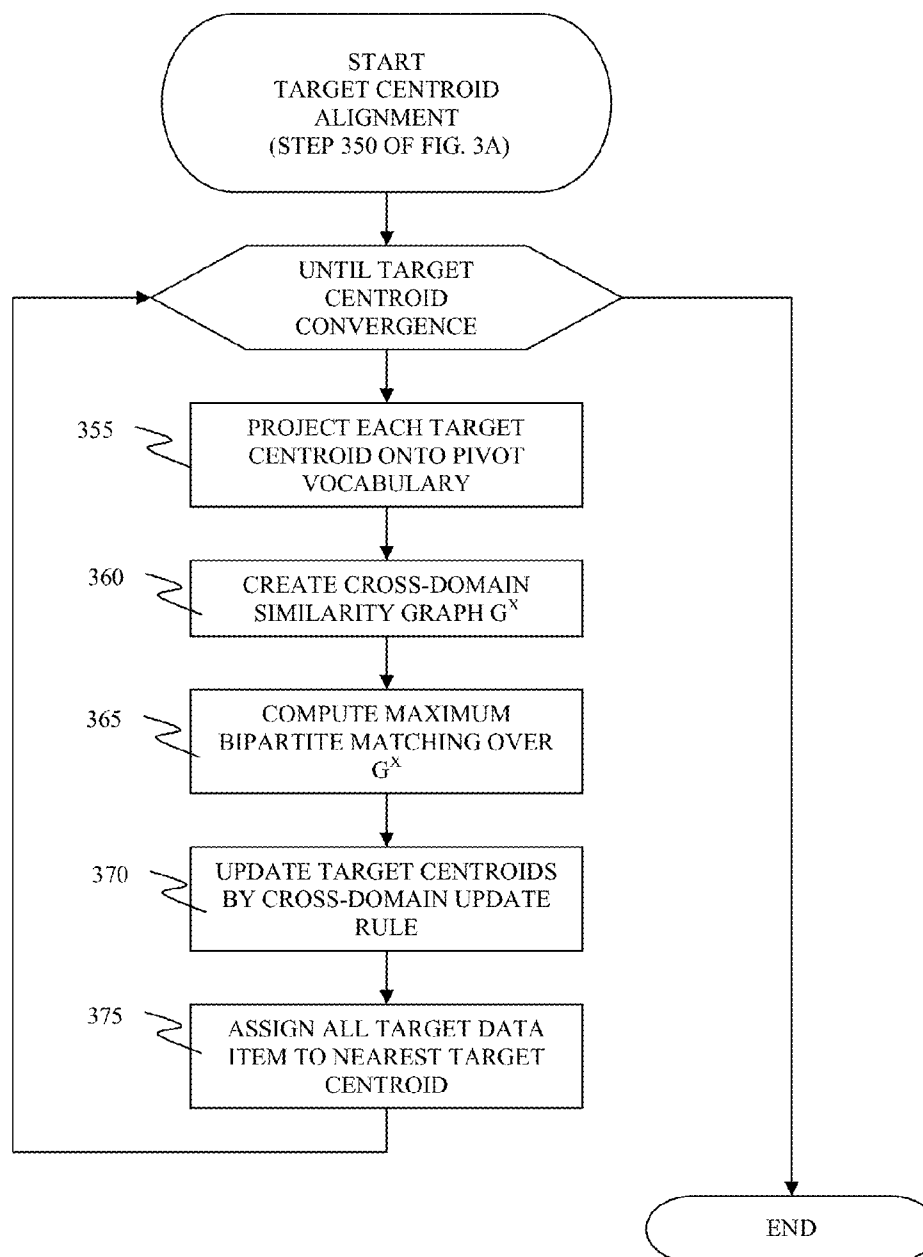 START
TARGET CENTROID
ALIGNMENT
(STEP 350 OF FIG. 3A)
UNTIL TARGET
CENTROID
CONVERGENCE
355
PROJECT EACH TARGET
CENTROID ONTO PIVOT
VOCABULARY
360
CREATE CROSS-DOMAIN
SIMILARITY GRAPH G^X
365
COMPUTE MAXIMUM
BIPARTITE MATCHING OVER
G^X
370
UPDATE TARGET CENTROIDS
BY CROSS-DOMAIN UPDATE
RULE
375
ASSIGN ALL TARGET DATA
ITEM TO NEAREST TARGET
CENTROID
END